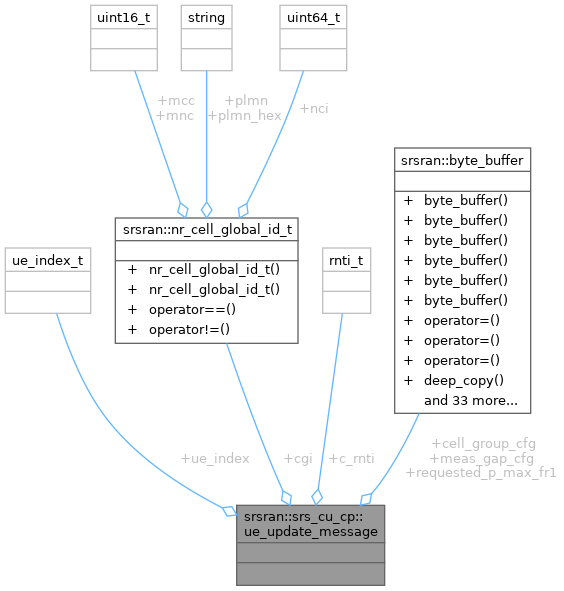 uint16_t
string
uint64_t
+mcc
+mnc
+plmn
+plmn_hex
+nci
srsran::byte_buffer
+ byte_buffer()
+ byte_buffer()
+ byte_buffer()
+ byte_buffer()
+ byte_buffer()
+ byte_buffer()
+ operator=()
+ operator=()
+ operator=()
+ deep_copy()
and 33 more...
srsran::nr_cell_global_id_t
+ nr_cell_global_id_t()
+ nr_cell_global_id_t()
+ operator==()
+ operator!=()
ue_index_t
rnti_t
+ue_index
+cgi
+c_rnti
+cell_group_cfg
+meas_gap_cfg
+requested_p_max_fr1
srsran::srs_cu_cp::
ue_update_message